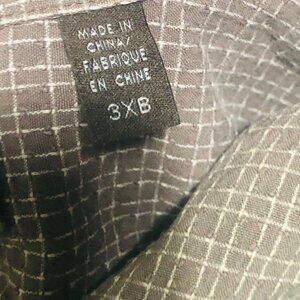 MADE IN
CHINA/
FABRIQUE
EN CHINE
3XB